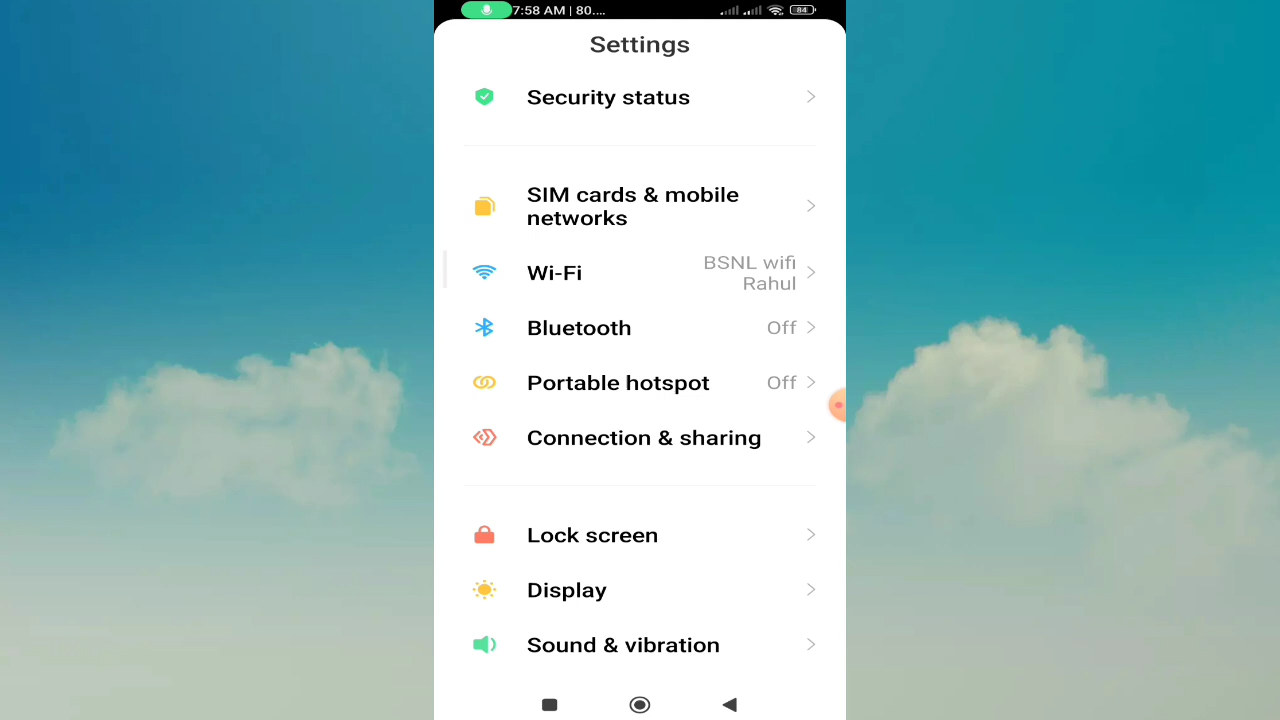 7:58 AM | 80....
84
Settings
Security status
SIM cards & mobile
networks
Wi-Fi
BSNL wifi
Rahul
Bluetooth
Off
Portable hotspot
Off
Connection & sharing
Lock screen
Display
Sound & vibration